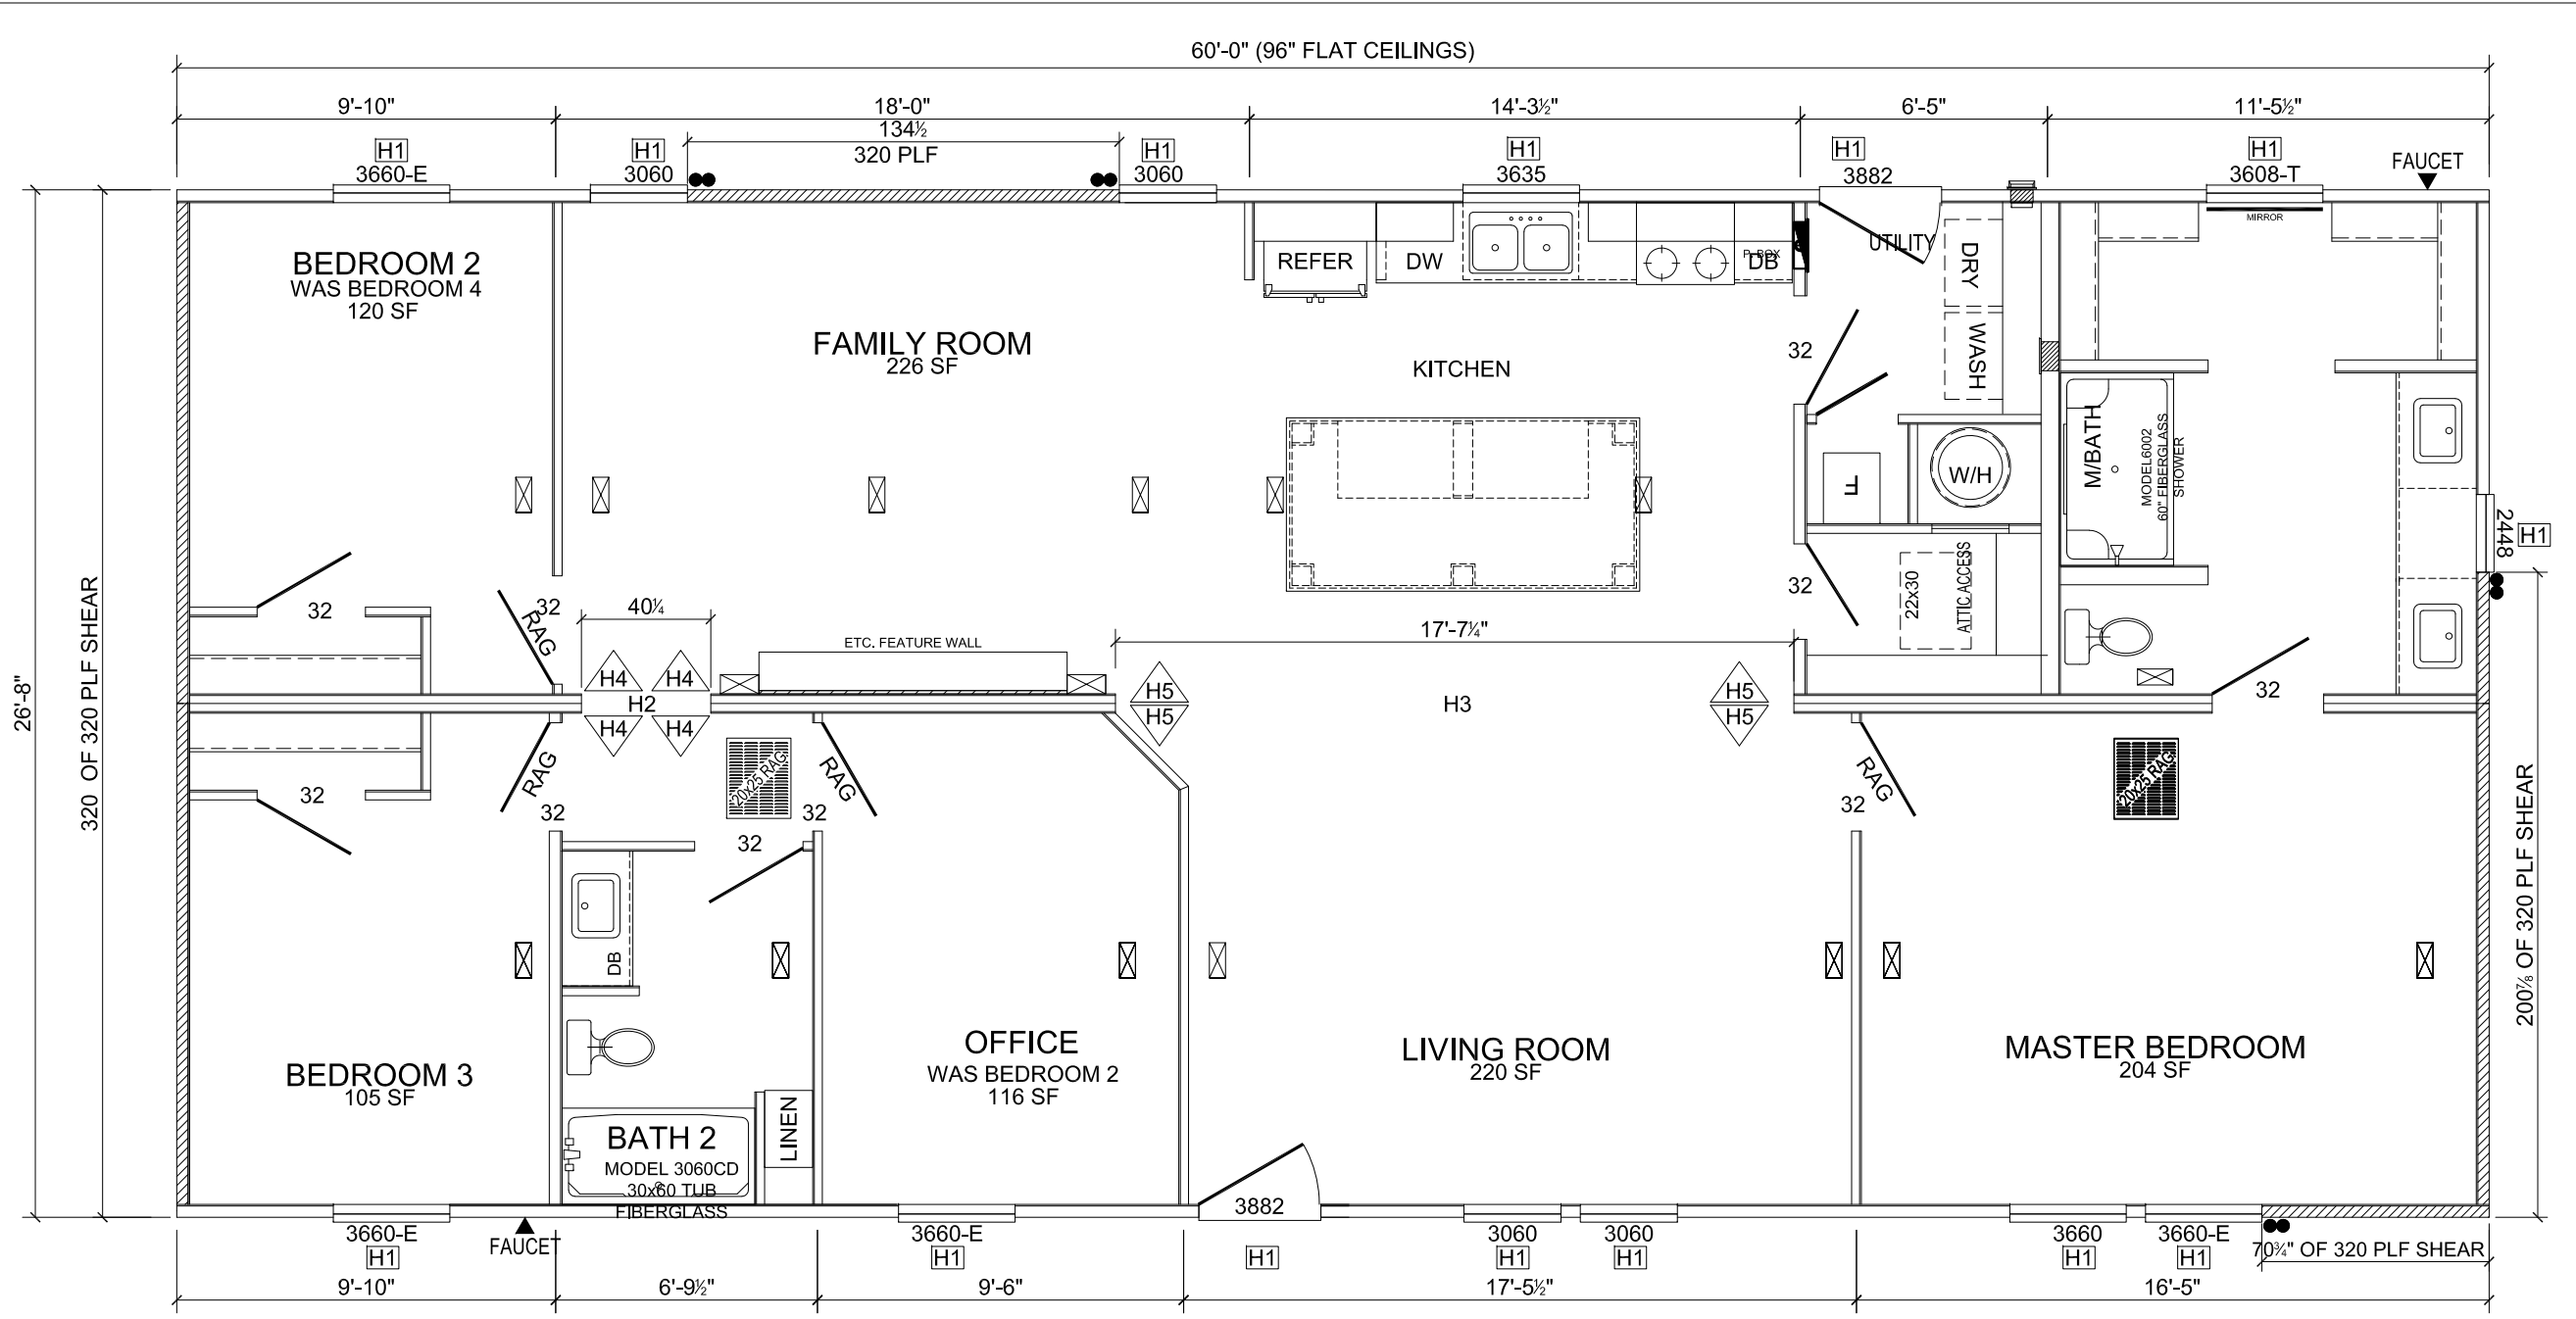 60'-0" (96" FLAT CEILINGS)
9'-10"
18'-0"
14'-3½"
6'-5"
11'-5½"
134½
320 PLF
H1
3660-E
H1
3060
H1
3060
H1
3635
H1
3882
H1
3608-T
FAUCET
MIRROR
BEDROOM 2
WAS BEDROOM 4
120 SF
FAMILY ROOM
226 SF
REFER
DW
P. BOX
DB
KITCHEN
UTILITY
DRY
WASH
32
F
W/H
M/BATH
MODEL6002
60" FIBERGLASS
SHOWER
2448
H1
32
22x30
ATTIC ACCESS
32
26'-8"
320 OF 320 PLF SHEAR
32
32
RAG
40¼
ETC. FEATURE WALL
17'-7¼"
H4
H4
H2
H4
H4
H5
H5
H3
H5
H5
32
RAG
32
20x25 RAG
32
32
RAG
RAG
32
20x25 RAG
200⅞ OF 320 PLF SHEAR
DB
BEDROOM 3
105 SF
OFFICE
WAS BEDROOM 2
116 SF
LIVING ROOM
220 SF
MASTER BEDROOM
204 SF
BATH 2
MODEL 3060CD
30x60 TUB
FIBERGLASS
LINEN
3660-E
H1
FAUCET
3660-E
H1
3882
H1
3060
H1
3060
H1
3660
H1
3660-E
H1
70¾" OF 320 PLF SHEAR
9'-10"
6'-9½"
9'-6"
17'-5½"
16'-5"